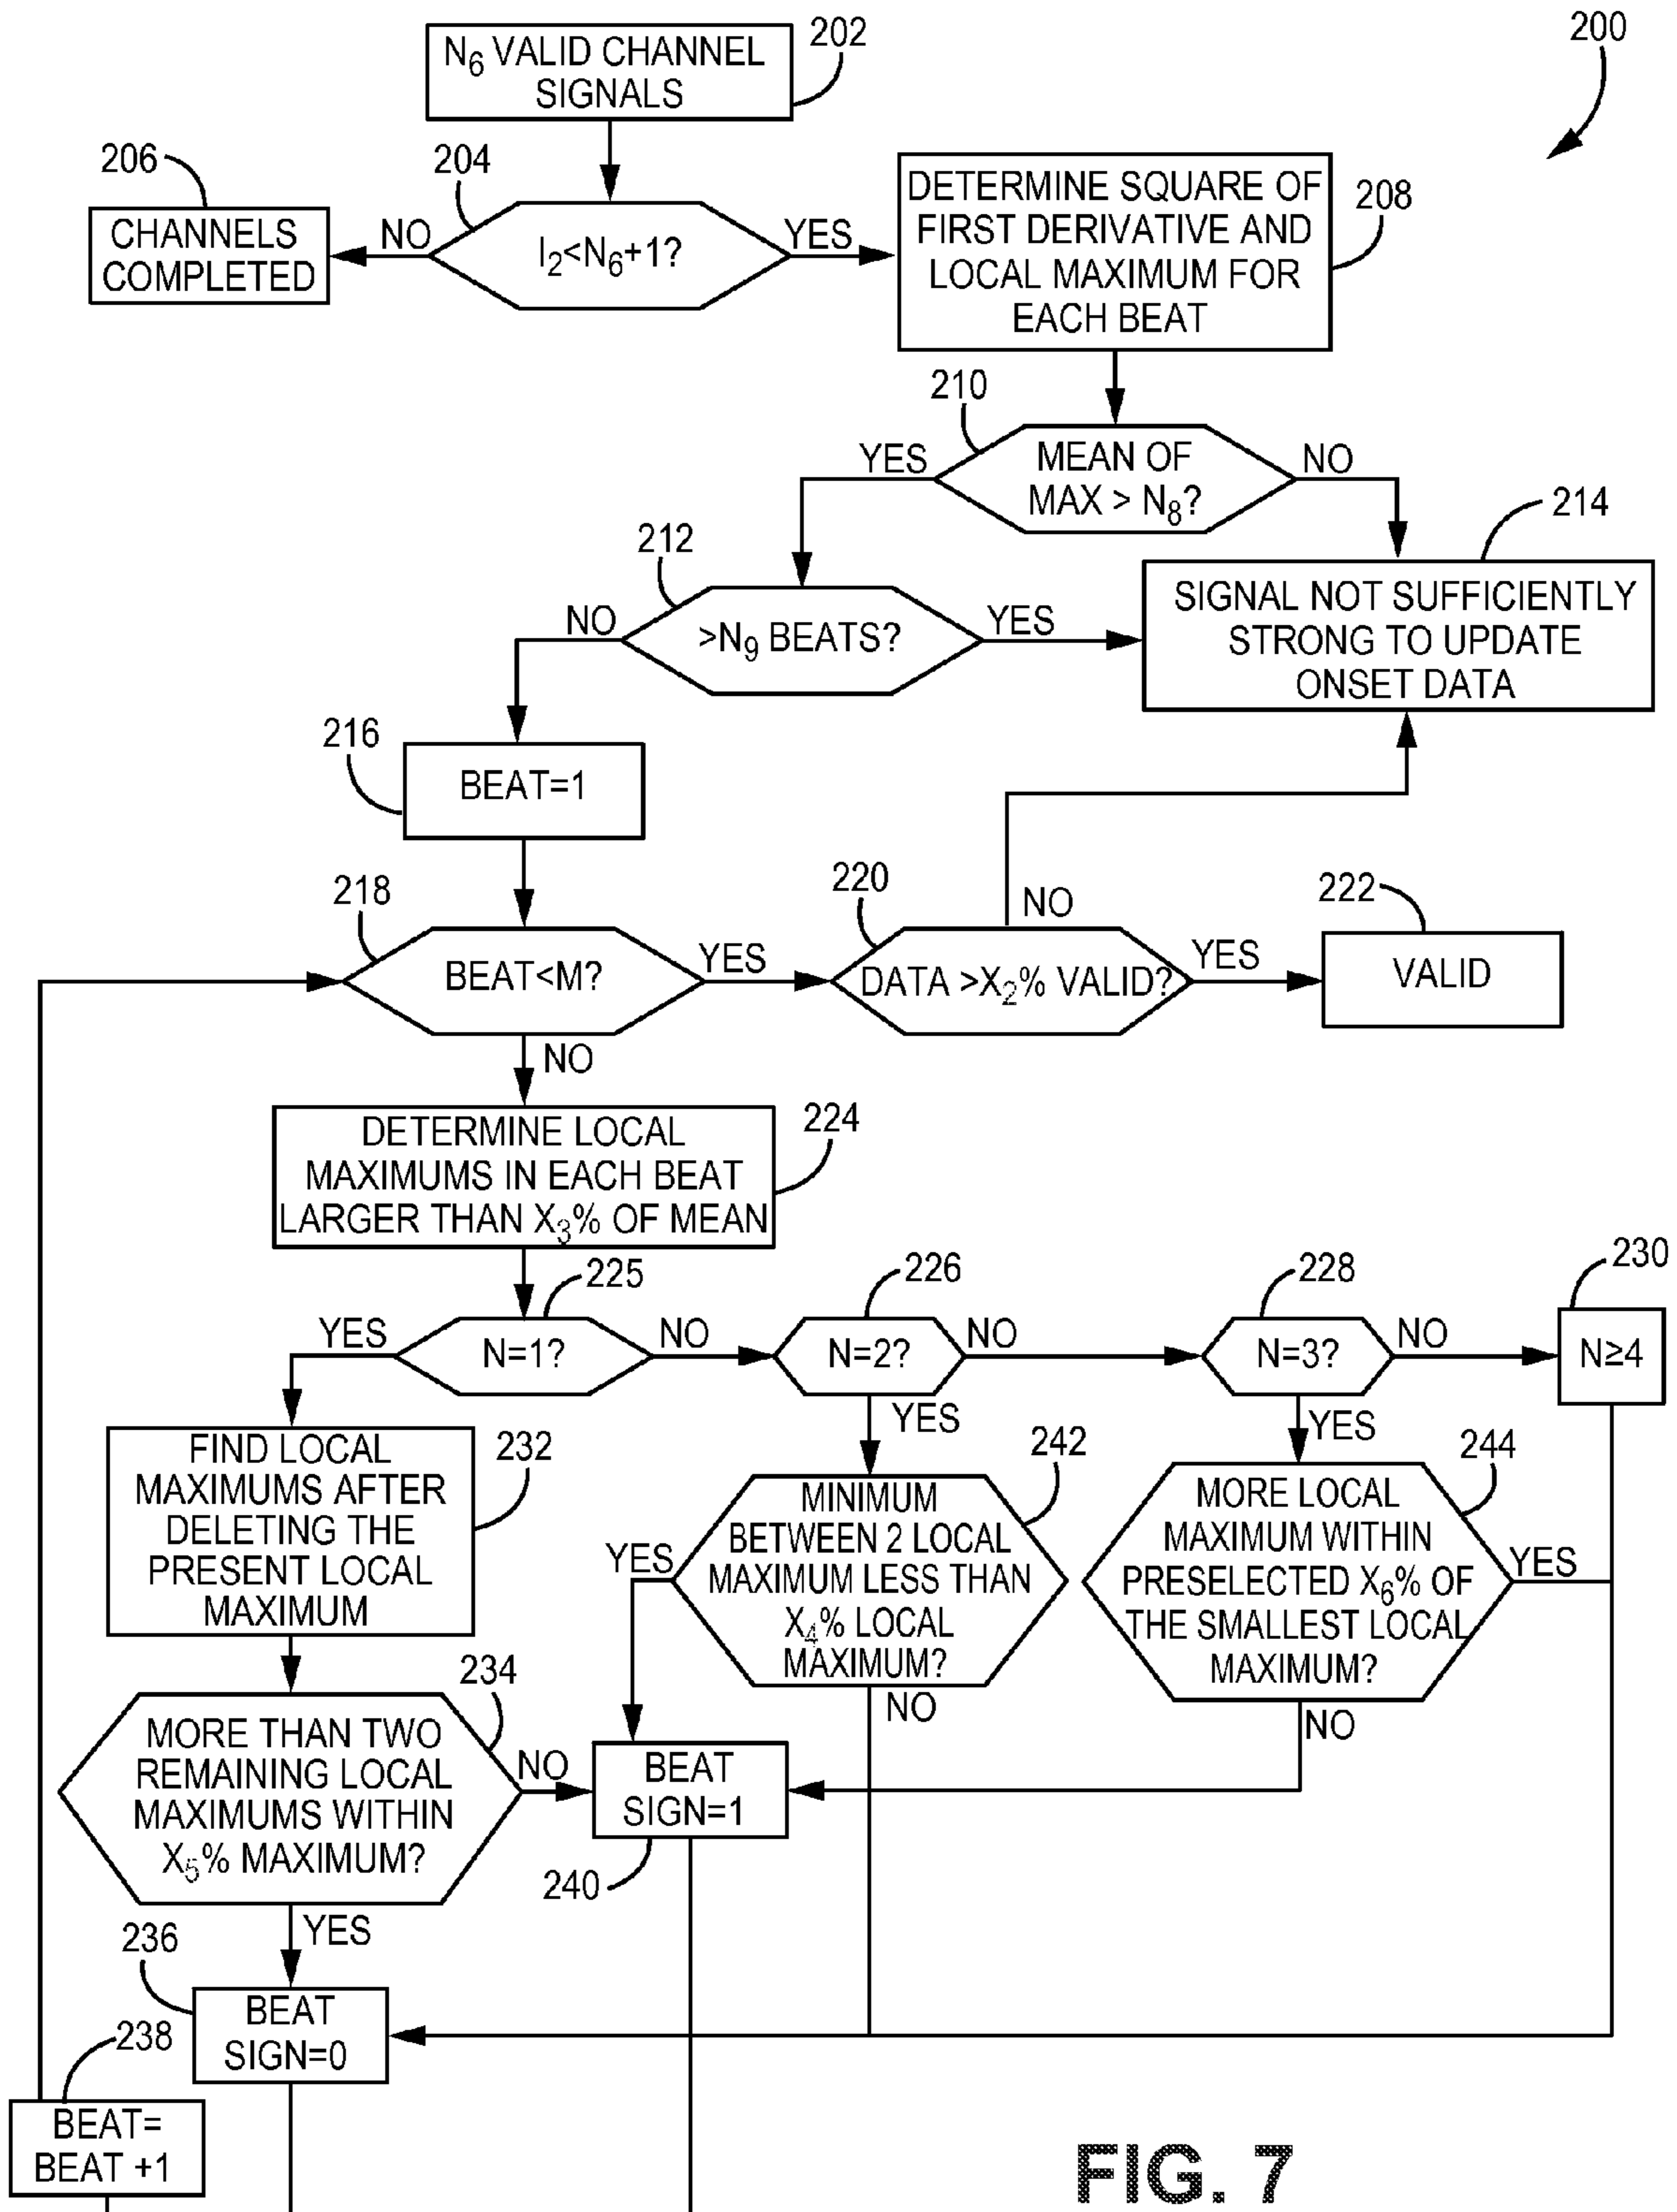 N₆ VALID CHANNEL
SIGNALS
202
200
206
204
CHANNELS
COMPLETED
NO
I₂<N₆+1?
YES
DETERMINE SQUARE OF
FIRST DERIVATIVE AND
LOCAL MAXIMUM FOR
EACH BEAT
208
210
YES
MEAN OF
MAX > N₈?
NO
214
212
NO
>N₉ BEATS?
YES
SIGNAL NOT SUFFICIENTLY
STRONG TO UPDATE
ONSET DATA
216
BEAT=1
218
BEAT<M?
YES
220
NO
DATA >X₂% VALID?
YES
222
VALID
NO
DETERMINE LOCAL
MAXIMUMS IN EACH BEAT
LARGER THAN X₃% OF MEAN
224
225
226
228
230
YES
N=1?
NO
N=2?
NO
N=3?
NO
N≥4
FIND LOCAL
MAXIMUMS AFTER
DELETING THE
PRESENT LOCAL
MAXIMUM
232
YES
242
MINIMUM
BETWEEN 2 LOCAL
MAXIMUM LESS THAN
X₄% LOCAL
MAXIMUM?
YES
NO
YES
244
MORE LOCAL
MAXIMUM WITHIN
PRESELECTED X₆% OF
THE SMALLEST LOCAL
MAXIMUM?
YES
NO
234
MORE THAN TWO
REMAINING LOCAL
MAXIMUMS WITHIN
X₅% MAXIMUM?
NO
BEAT
SIGN=1
240
YES
236
BEAT
SIGN=0
238
BEAT=
BEAT +1
FIG. 7